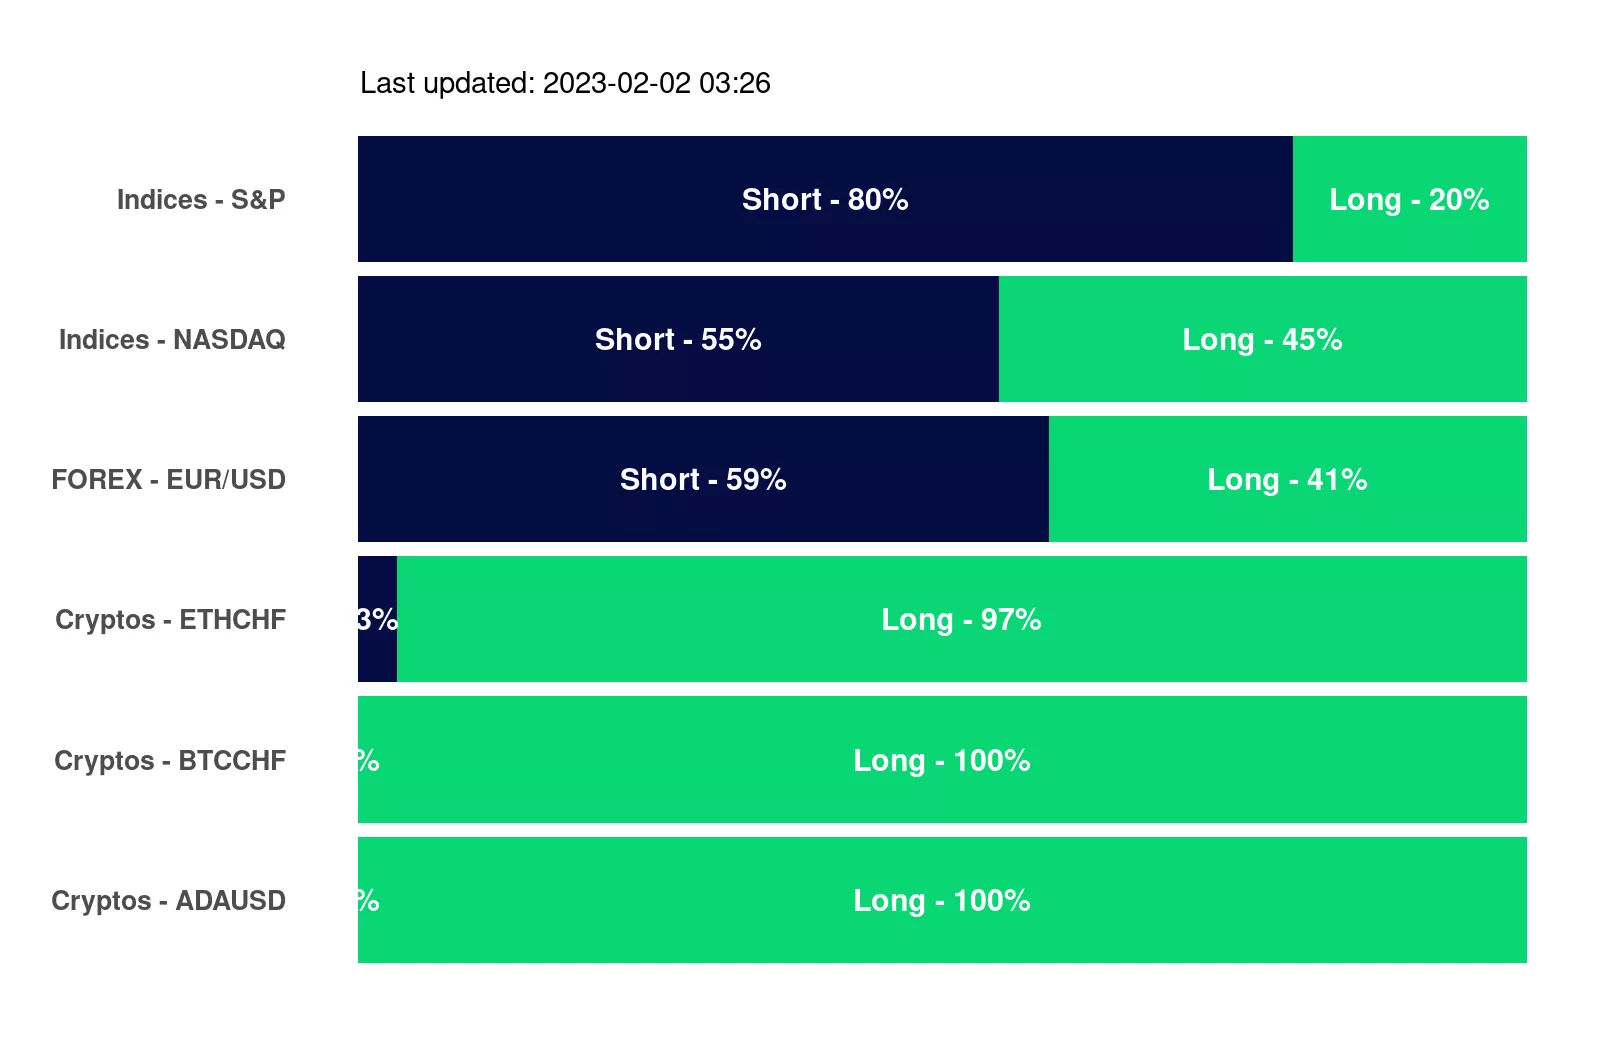 Last updated: 2023-02-02 03:26
Indices - S&P Short - 80% Long - 20%
Indices - NASDAQ Short - 55% Long - 45%
FOREX - EUR/USD Short - 59% Long - 41%
Cryptos - ETHCHF 3% Long - 97%
Cryptos - BTCCHF % Long - 100%
Cryptos - ADAUSD % Long - 100%